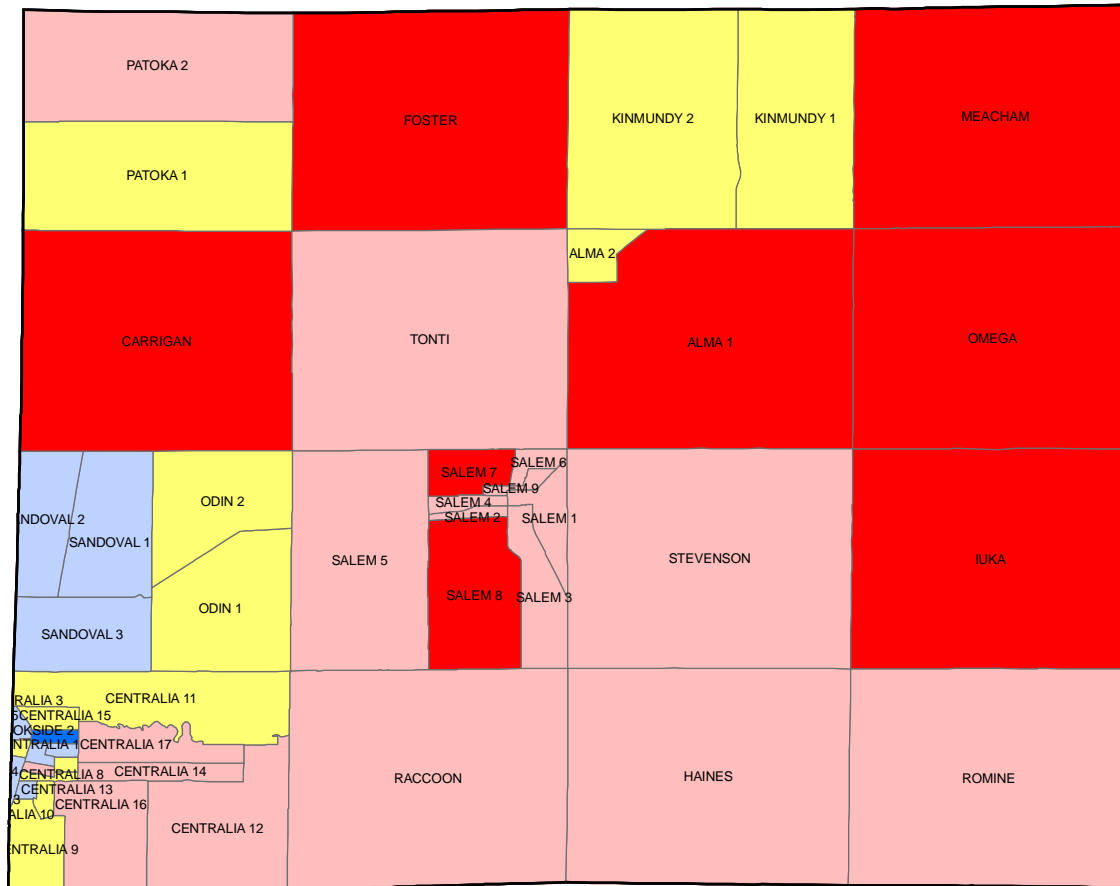 PATOKA 2
FOSTER
KINMUNDY 2
KINMUNDY 1
MEACHAM
PATOKA 1
ALMA 2
CARRIGAN
TONTI
ALMA 1
OMEGA
SALEM 6
SALEM 7
SALEM 9
ODIN 2
SALEM 4
ANDOVAL 2
SALEM 2
SALEM 1
SANDOVAL 1
SALEM 5
STEVENSON
IUKA
SALEM 8
SALEM 3
ODIN 1
SANDOVAL 3
RALIA 3
CENTRALIA 11
CENTRALIA 15
OKSIDE 2
NTRALIA 1
CENTRALIA 17
4
CENTRALIA 8
CENTRALIA 14
RACCOON
HAINES
ROMINE
CENTRALIA 13
3
CENTRALIA 16
ALIA 10
CENTRALIA 12
ENTRALIA 9